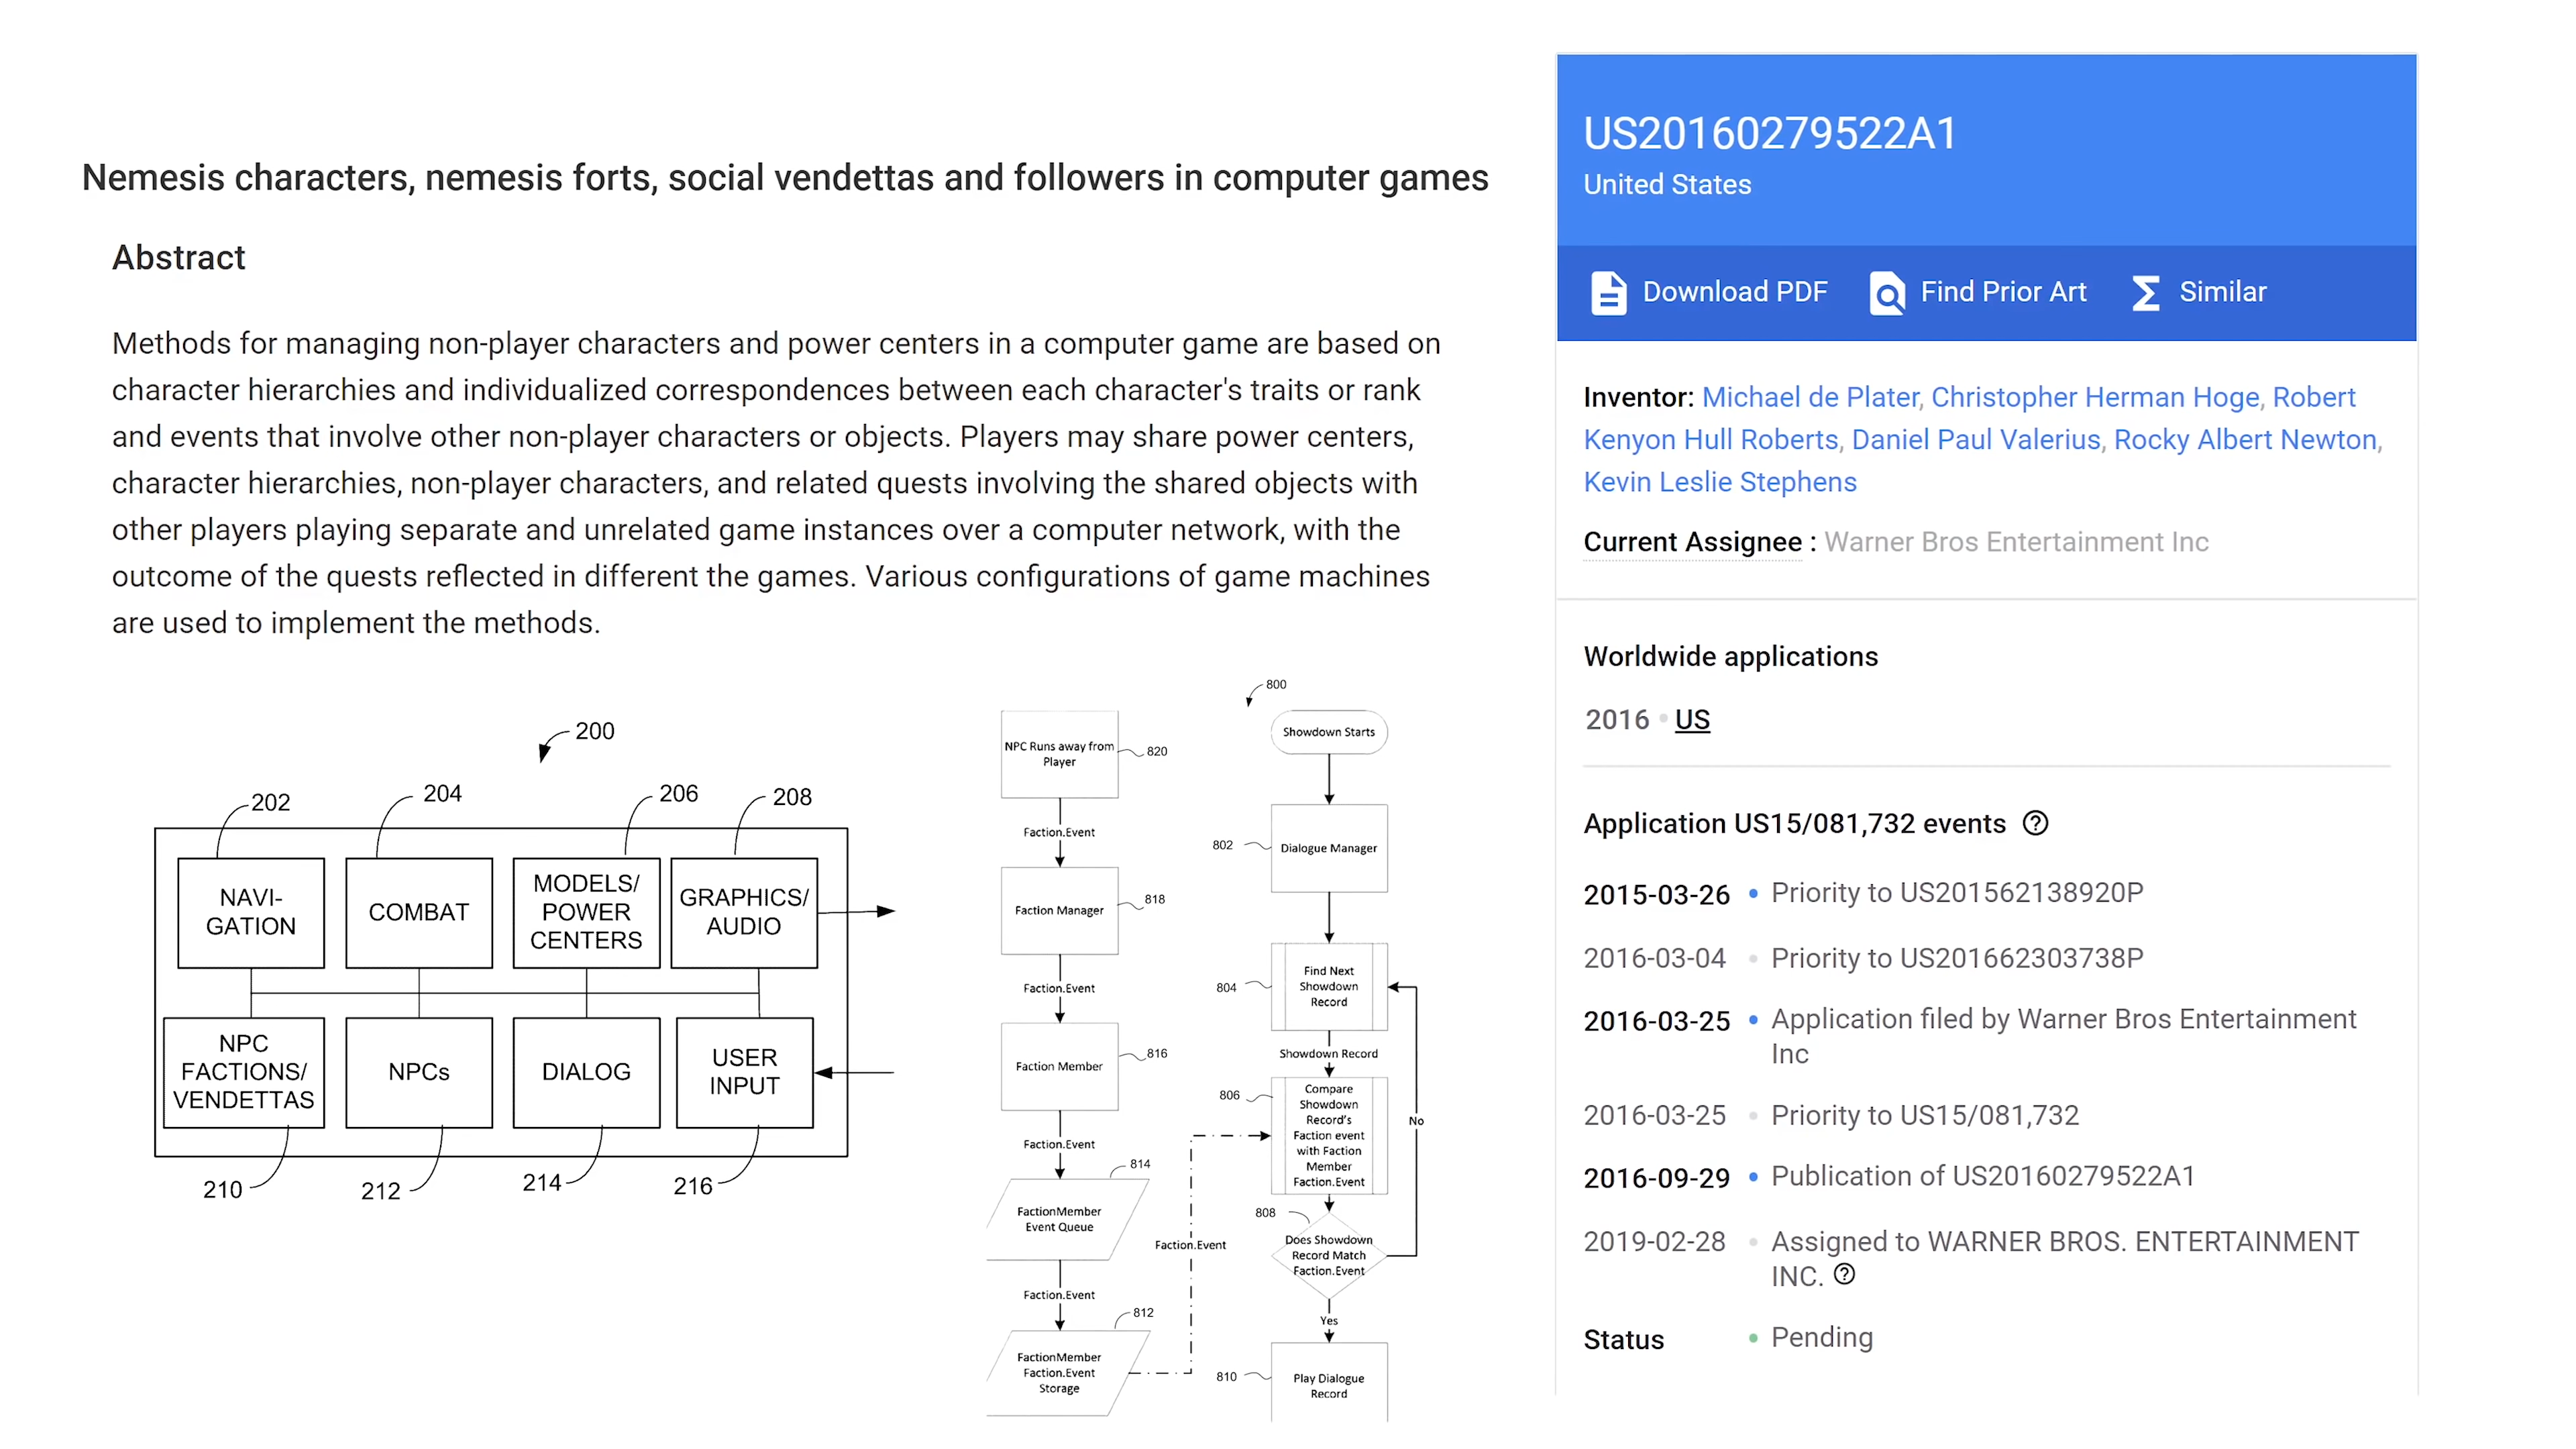 Nemesis characters, nemesis forts, social vendettas and followers in computer games
Abstract
Methods for managing non-player characters and power centers in a computer game are based on
character hierarchies and individualized correspondences between each character's traits or rank
and events that involve other non-player characters or objects. Players may share power centers,
character hierarchies, non-player characters, and related quests involving the shared objects with
other players playing separate and unrelated game instances over a computer network, with the
outcome of the quests reflected in different the games. Various configurations of game machines
are used to implement the methods.
200
202
204
206
208
NAVI-
GATION
COMBAT
MODELS/
POWER
CENTERS
GRAPHICS/
AUDIO
NPC
FACTIONS/
VENDETTAS
NPCs
DIALOG
USER
INPUT
210
212
214
216
NPC Runs away from
Player
820
Faction.Event
Faction Manager
818
Faction.Event
Faction Member
816
Faction.Event
814
FactionMember
Event Queue
Faction.Event
812
FactionMember
Faction.Event
Storage
Faction.Event
800
Showdown Starts
802
Dialogue Manager
804
Find Next
Showdown
Record
Showdown Record
806
Compare
Showdown
Record's
Faction event
with Faction
Member
Faction.Event
No
808
Does Showdown
Record Match
Faction.Event
Yes
810
Play Dialogue
Record
US20160279522A1
United States
Download PDF
Find Prior Art
Similar
Inventor: Michael de Plater, Christopher Herman Hoge, Robert
Kenyon Hull Roberts, Daniel Paul Valerius, Rocky Albert Newton,
Kevin Leslie Stephens
Current Assignee : Warner Bros Entertainment Inc
Worldwide applications
2016 • US
Application US15/081,732 events
2015-03-26 • Priority to US201562138920P
2016-03-04 • Priority to US201662303738P
2016-03-25 • Application filed by Warner Bros Entertainment
Inc
2016-03-25 • Priority to US15/081,732
2016-09-29 • Publication of US20160279522A1
2019-02-28 • Assigned to WARNER BROS. ENTERTAINMENT
INC.
Status • Pending